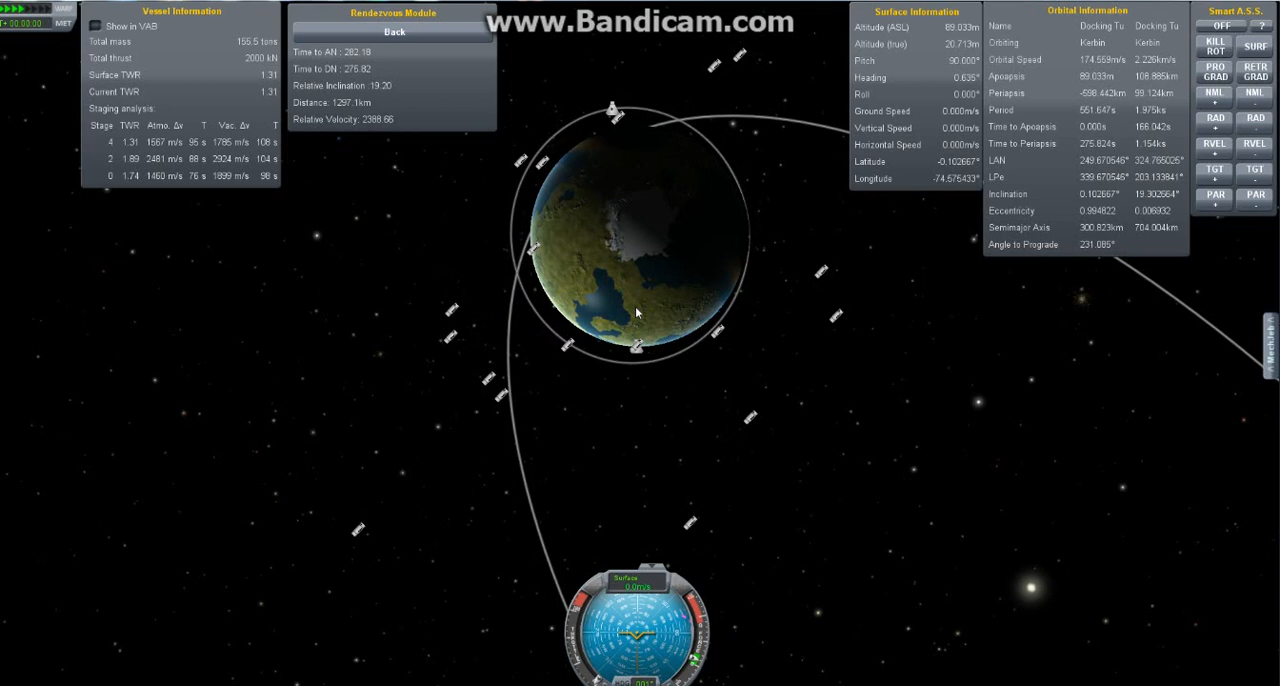 www.Bandicam.com
WARP
T+ 00:00:00 MET
Vessel Information
Show in VAB
Total mass 155.5 tons
Total thrust 2000 kN
Surface TWR 1.31
Current TWR 1.31
Staging analysis:
Stage TWR Atmo. Δv T Vac. Δv T
4 1.31 1567 m/s 95 s 1785 m/s 108 s
2 1.89 2481 m/s 88 s 2924 m/s 104 s
0 1.74 1460 m/s 76 s 1899 m/s 98 s
Rendezvous Module
Back
Time to AN : 282.18
Time to DN : 275.82
Relative Inclination :19.20
Distance: 1297.1km
Relative Velocity: 2388.66
Surface Information
Altitude (ASL) 89.033m
Altitude (true) 20.713m
Pitch 90.000°
Heading 0.635°
Roll 0.000°
Ground Speed 0.000m/s
Vertical Speed 0.000m/s
Horizontal Speed 0.000m/s
Latitude -0.102667°
Longitude -74.575433°
Orbital Information
Name Docking Tu Docking Tu
Orbiting Kerbin Kerbin
Orbital Speed 174.559m/s 2.226km/s
Apoapsis 89.033m 108.885km
Periapsis -598.442km 99.124km
Period 551.647s 1.975ks
Time to Apoapsis 0.000s 166.042s
Time to Periapsis 275.824s 1.154ks
LAN 249.670546° 324.765025°
LPe 339.670546° 203.133841°
Inclination 0.102667° 19.302664°
Eccentricity 0.994822 0.006932
Semimajor Axis 300.823km 704.004km
Angle to Prograde 231.085°
Smart A.S.S.
OFF ?
KILL ROT SURF
PRO GRAD RETR GRAD
NML + NML -
RAD + RAD -
RVEL + RVEL -
TGT + TGT -
PAR + PAR -
^ MechJeb ^
Surface
0.0m/s
HDG 001°